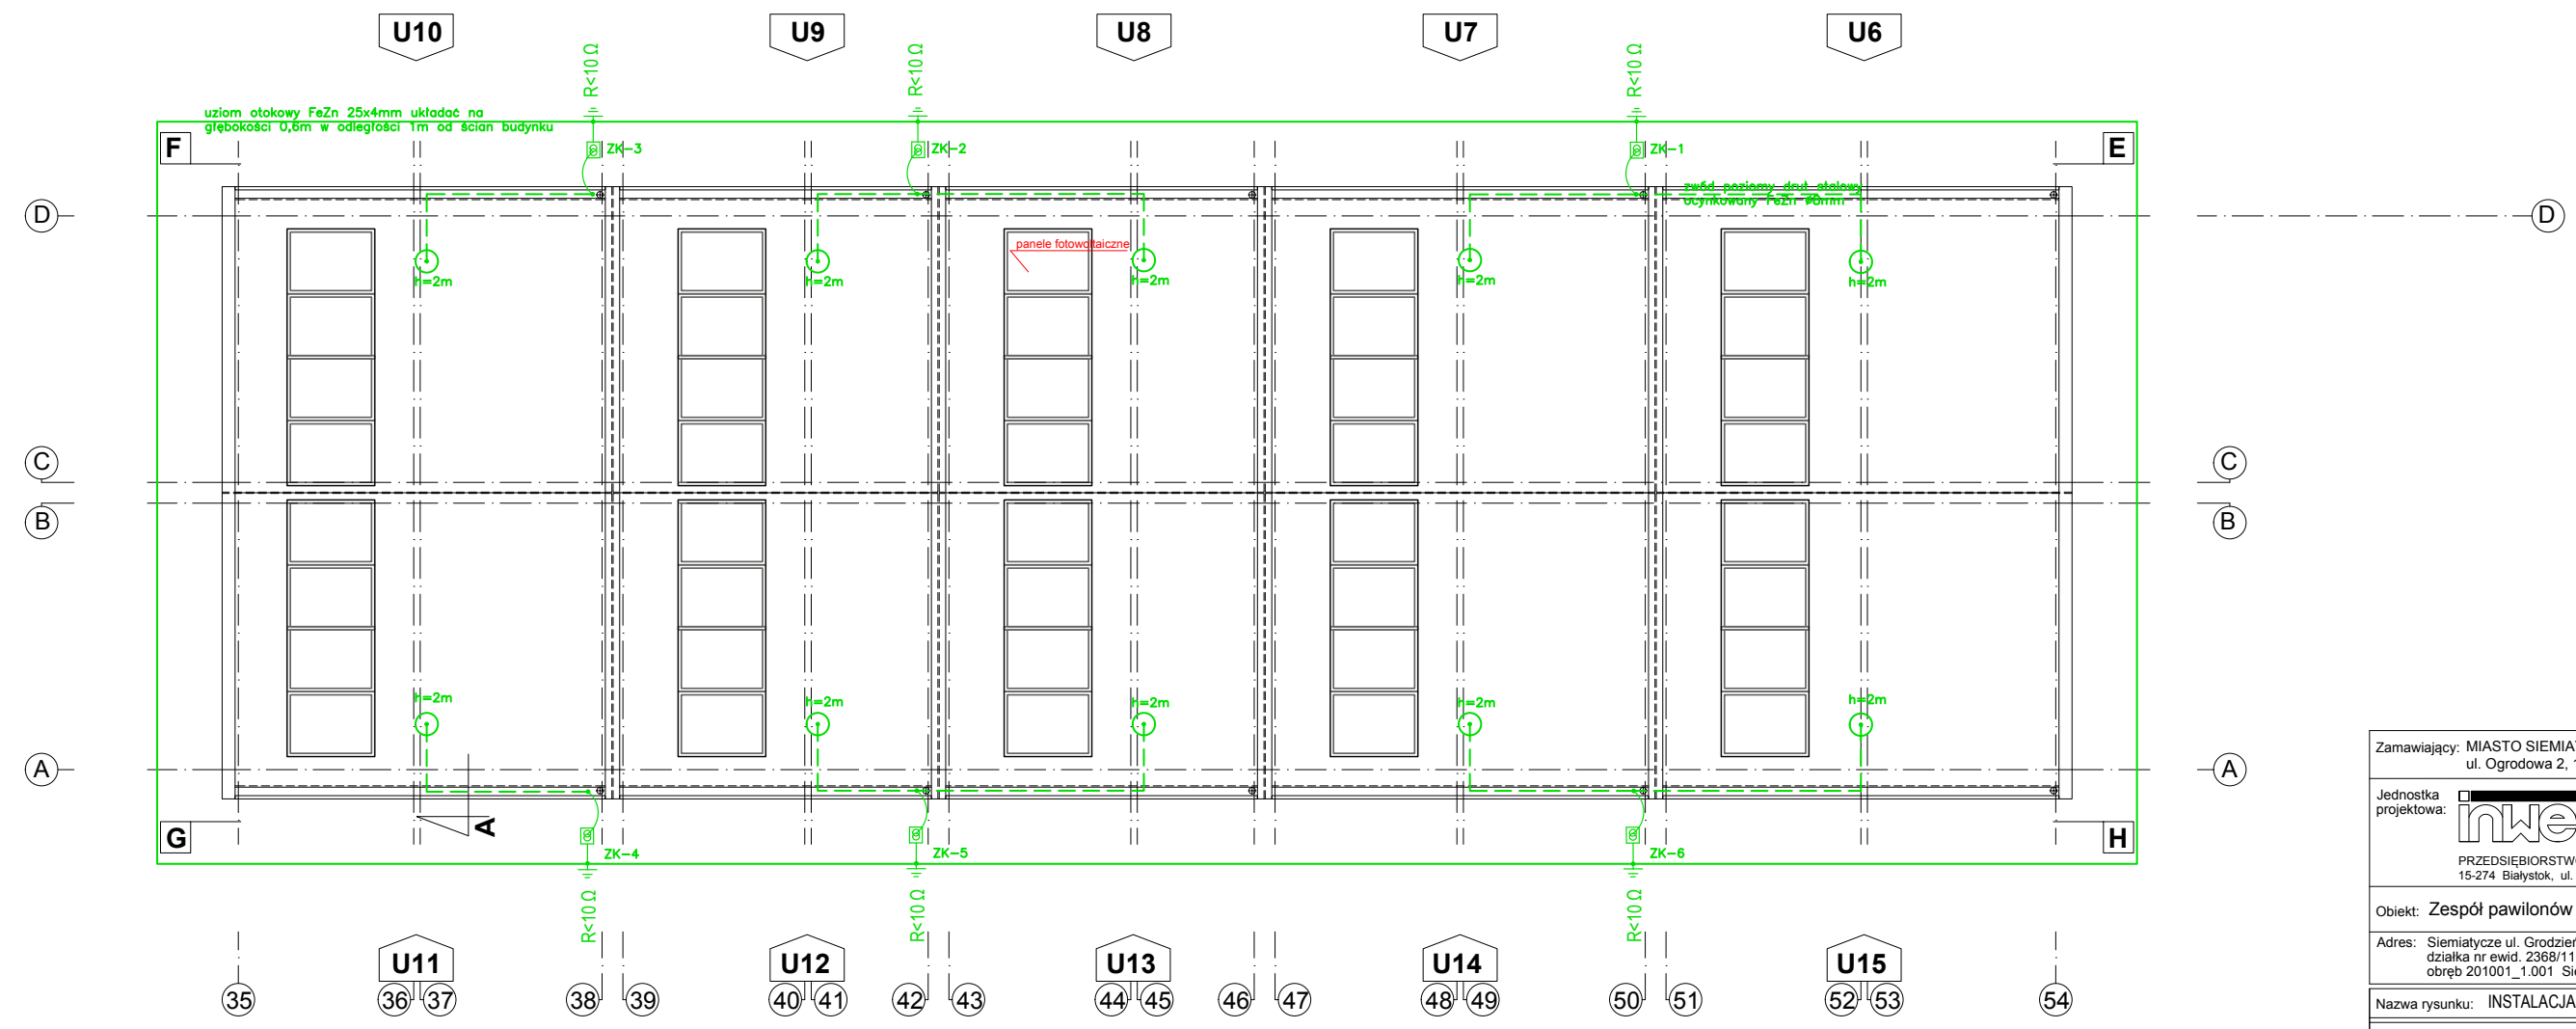 U10
U9
U8
U7
U6
R<10 Ω
R<10 Ω
R<10 Ω
uziom otokowy FeZn 25x4mm układać na
głębokości 0,6m w odległości 1m od ścian budynku
F
ZK-3
ZK-2
ZK-1
E
zwód poziomy drut stalowy
ocynkowany FeZn ø8mm
D
D
panele fotowoltaiczne
h=2m
h=2m
h=2m
h=2m
h=2m
C
C
B
B
h=2m
h=2m
h=2m
h=2m
h=2m
A
A
G
A
ZK-4
ZK-5
ZK-6
H
R<10 Ω
R<10 Ω
R<10 Ω
U11
U12
U13
U14
U15
35
36
37
38
39
40
41
42
43
44
45
46
47
48
49
50
51
52
53
54
Zamawiający: MIASTO SIEMIA
ul. Ogrodowa 2,
Jednostka
projektowa:
inwe
PRZEDSIĘBIORSTW
15-274 Białystok, ul.
Obiekt: Zespół pawilonów
Adres: Siemiatycze ul. Grodzień
działka nr ewid. 2368/11
obręb 201001_1.001 Sie
Nazwa rysunku: INSTALACJA